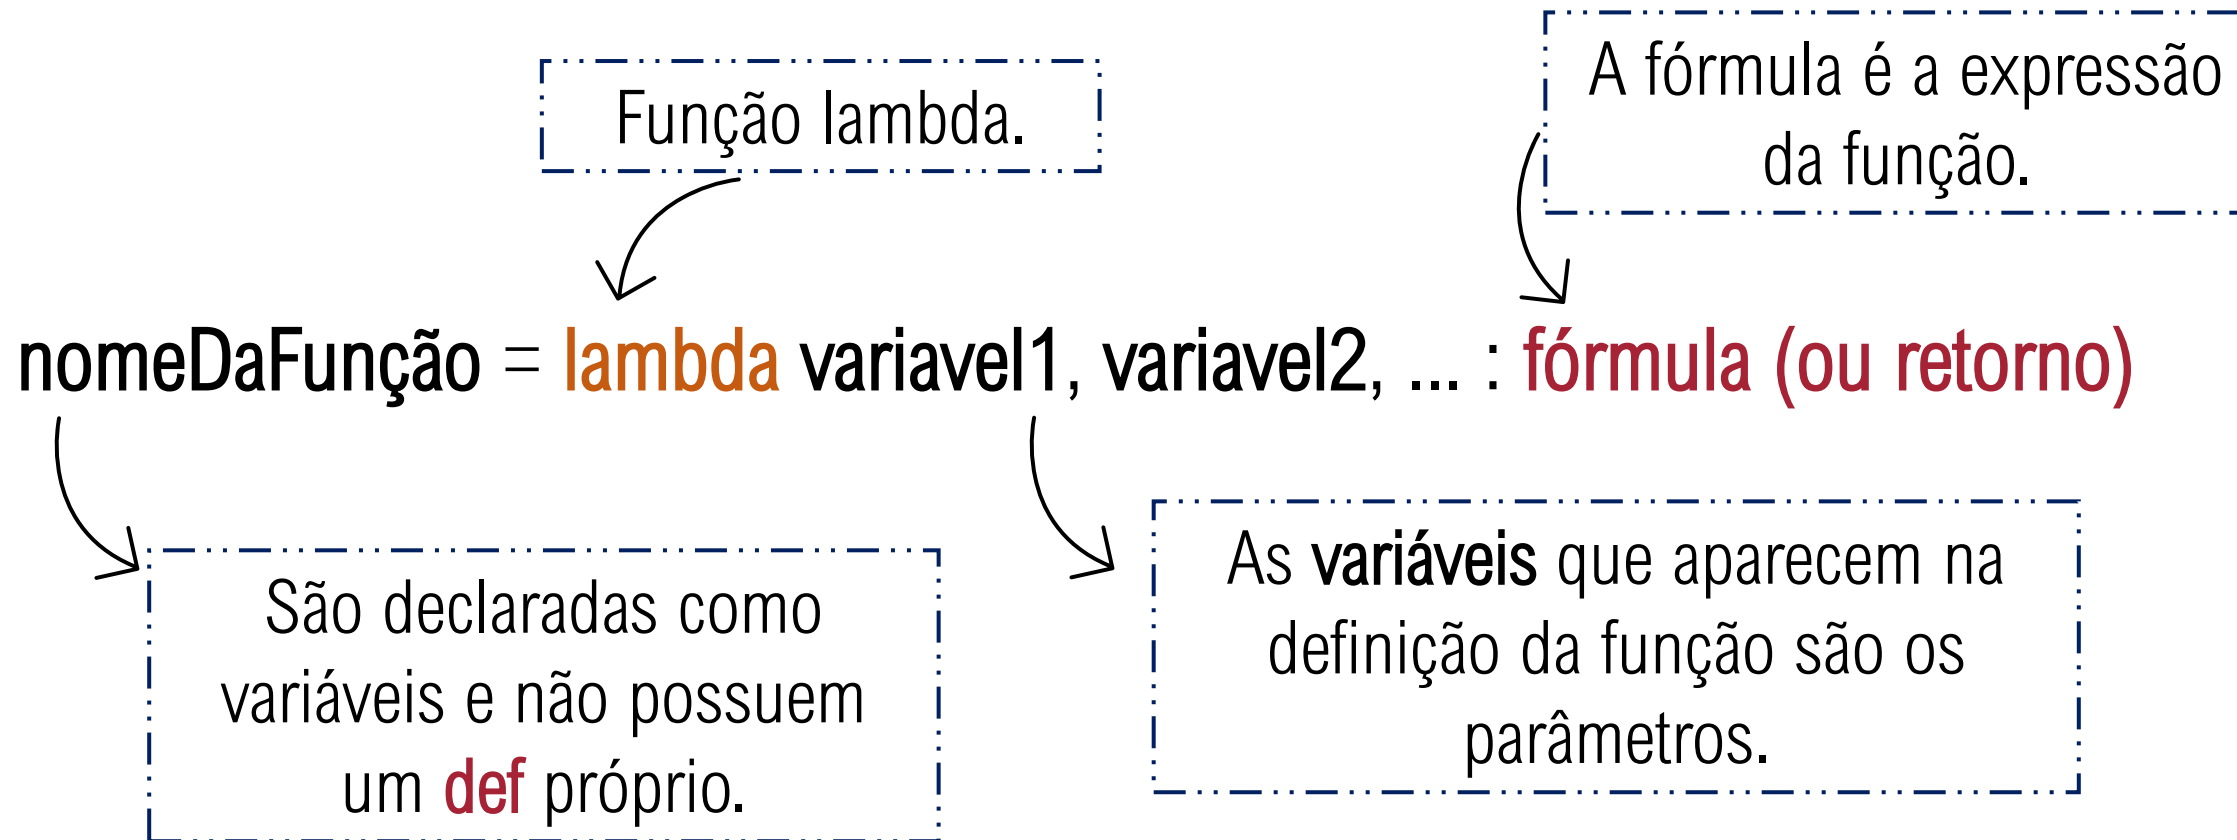 Função lambda.
A fórmula é a expressão
da função.
nomeDaFunção = lambda variavel1, variavel2, ... : fórmula (ou retorno)
São declaradas como
variáveis e não possuem
um def próprio.
As variáveis que aparecem na
definição da função são os
parâmetros.